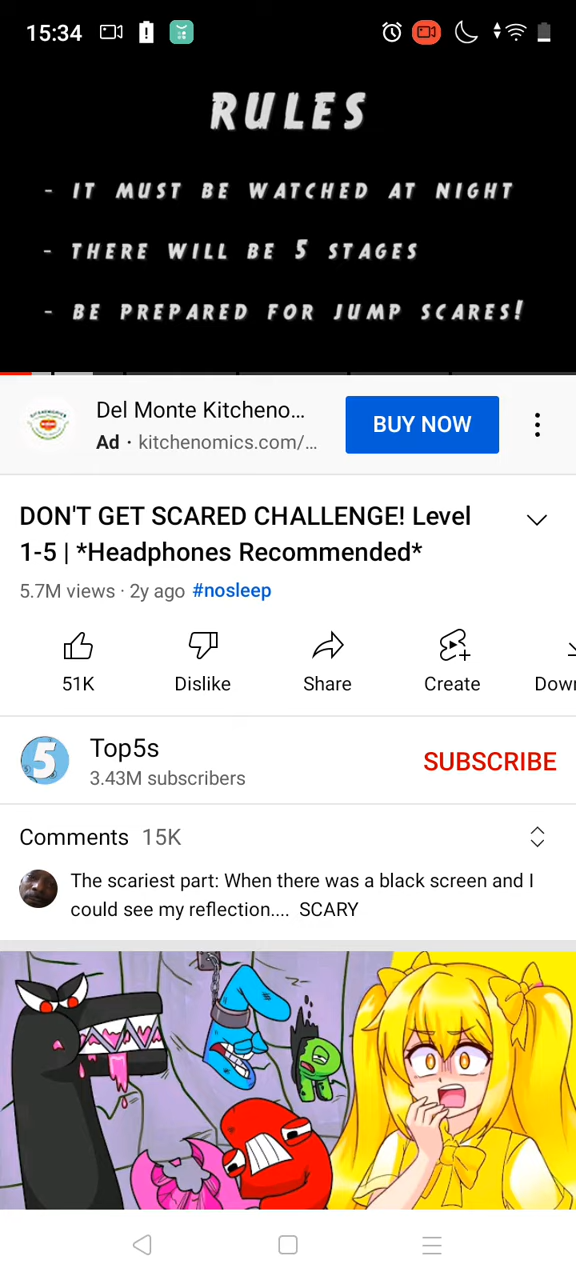 15:34
RULES
- IT MUST BE WATCHED AT NIGHT
- THERE WILL BE 5 STAGES
- BE PREPARED FOR JUMP SCARES!
Del Monte Kitcheno...
Ad · kitchenomics.com/...
BUY NOW
DON'T GET SCARED CHALLENGE! Level
1-5 | *Headphones Recommended*
5.7M views · 2y ago #nosleep
51K
Dislike
Share
Create
Dow
5
Top5s
3.43M subscribers
SUBSCRIBE
Comments 15K
The scariest part: When there was a black screen and I
could see my reflection.... SCARY